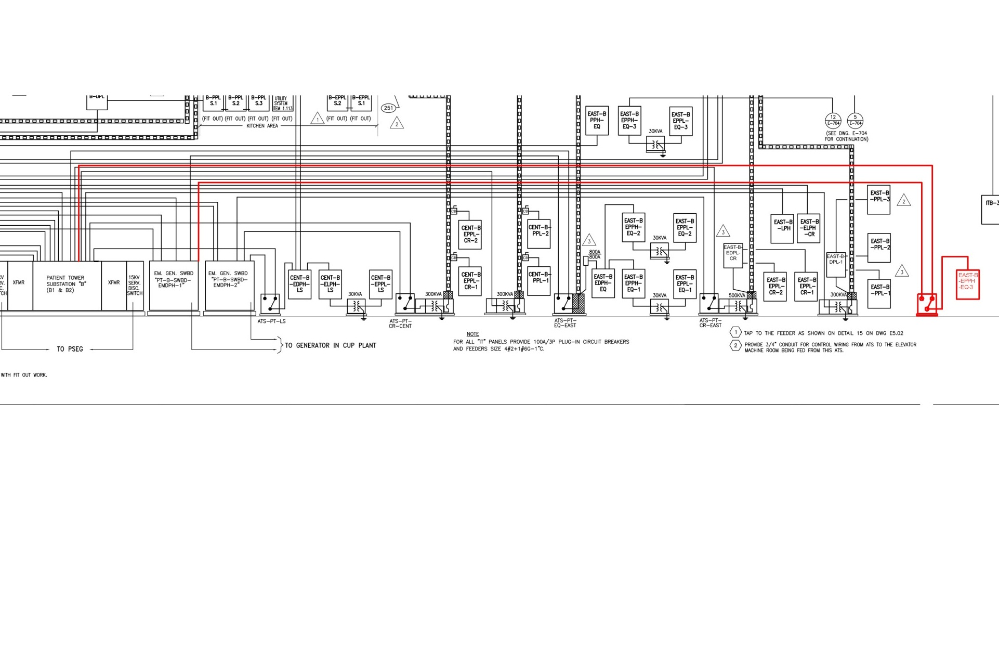 B-DPL
B-PPL
S.1
B-PPL
S.2
B-PPL
S.3
UTILITY
SYSTEM
ITEM 1.113
B-EPPL
S.2
B-EPPL
S.1
(FIT OUT)
(FIT OUT)
(FIT OUT)
(FIT OUT)
(FIT OUT)
(FIT OUT)
KITCHEN AREA
1
251
2
EAST-B
PPH-
EQ
EAST-B
EPPH-
EQ-3
30KVA
EAST-B
EPPL-
EQ-3
12
E-704
5
E-704
(SEE DWG. E-704
FOR CONTINUATION)
EAST-B
-PPL-3
2
ITB-3
CB
CENT-B
EPPL-
CR-2
CB
CENT-B-
PPL-2
EAST-B
EPPH-
EQ-2
30KVA
EAST-B
EPPL-
EQ-2
3
EAST-B
-LPH
EAST-B
-ELPH
-CR
EAST-B
-PPL-2
3
800A
800A
EAST-B-
EDPL-
CR
EAST-B-
DPL-1
3
CB
CENT-B
EPPL-
CR-1
CB
CENT-B-
PPL-1
EAST-B
EDPH-
EQ
EAST-B
EPPH-
EQ-1
30KVA
EAST-B
EPPL-
EQ-1
EAST-B
EPPL-
CR-2
EAST-B
EPPL-
CR-1
EAST-B
-PPL-1
EAST-B
-EPPH
-EQ-3
KV
RV.
C.
TCH
XFMR
PATIENT TOWER
SUBSTATION "B"
(B1 & B2)
XFMR
15KV
SERV.
DISC.
SWITCH
EM. GEN. SWBD
"PT-B-SWBD-
EMDPH-1"
EM. GEN. SWBD
"PT-B-SWBD-
EMDPH-2"
CENT-B
-EDPH-
LS
CENT-B
-ELPH-
LS
30KVA
CENT-B
-EPPL-
LS
300KVA
300KVA
500KVA
300KVA
ATS-PT-LS
ATS-PT-
CR-CENT
ATS-PT-
EQ-EAST
ATS-PT-
CR-EAST
TO PSEG
TO GENERATOR IN CUP PLANT
NOTE
FOR ALL "IT" PANELS PROVIDE 100A/3P PLUG-IN CIRCUIT BREAKERS
AND FEEDERS SIZE 4#2+1#6G-1"C.
1 TAP TO THE FEEDER AS SHOWN ON DETAIL 15 ON DWG E5.02
2 PROVIDE 3/4" CONDUIT FOR CONTROL WIRING FROM ATS TO THE ELEVATOR
MACHINE ROOM BEING FED FROM THIS ATS.
WITH FIT OUT WORK.